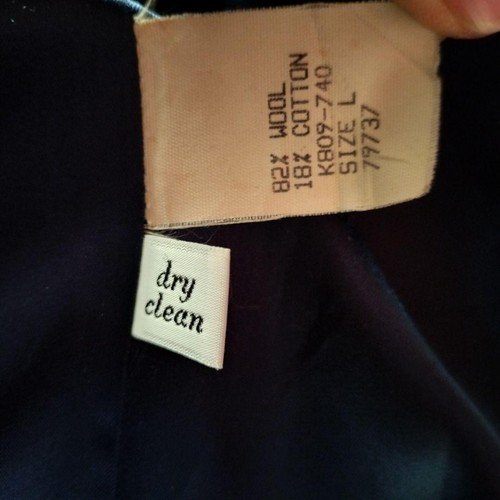 82% WOOL
18% COTTON
K809-740
SIZE L
79737
dry
clean